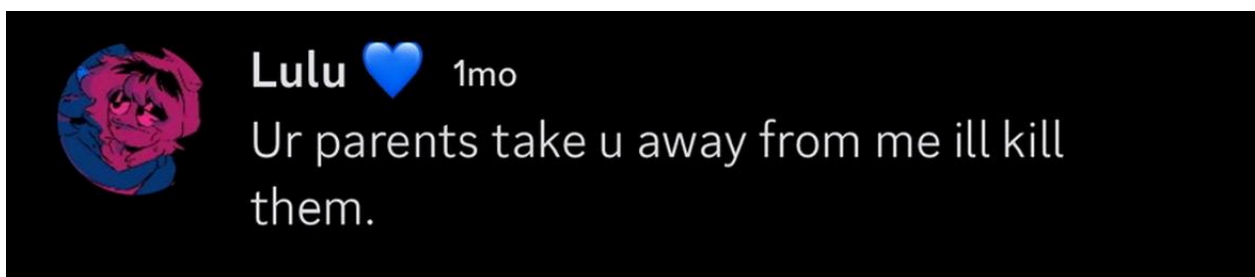 Lulu 💙 1mo
Ur parents take u away from me ill kill
them.